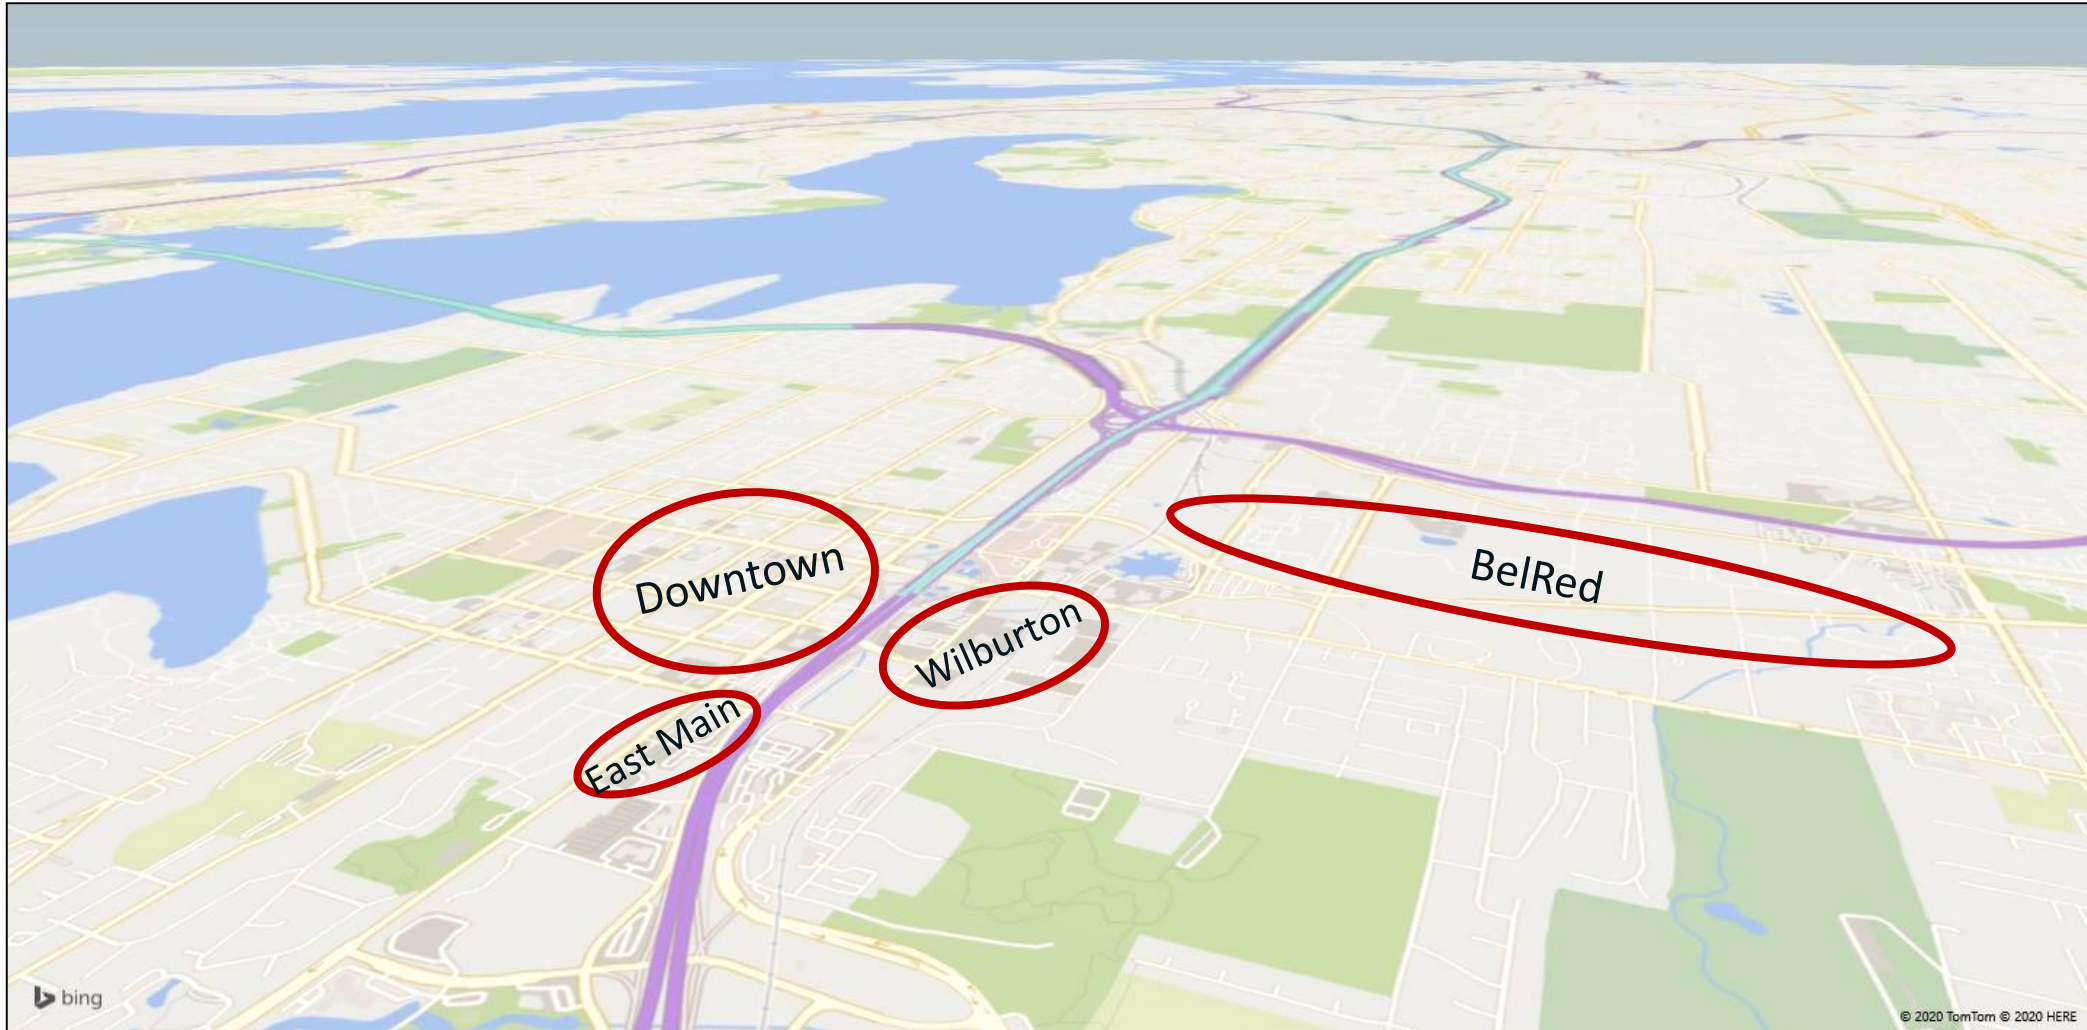 Downtown
BelRed
Wilburton
East Main
bing
© 2020 TomTom © 2020 HERE